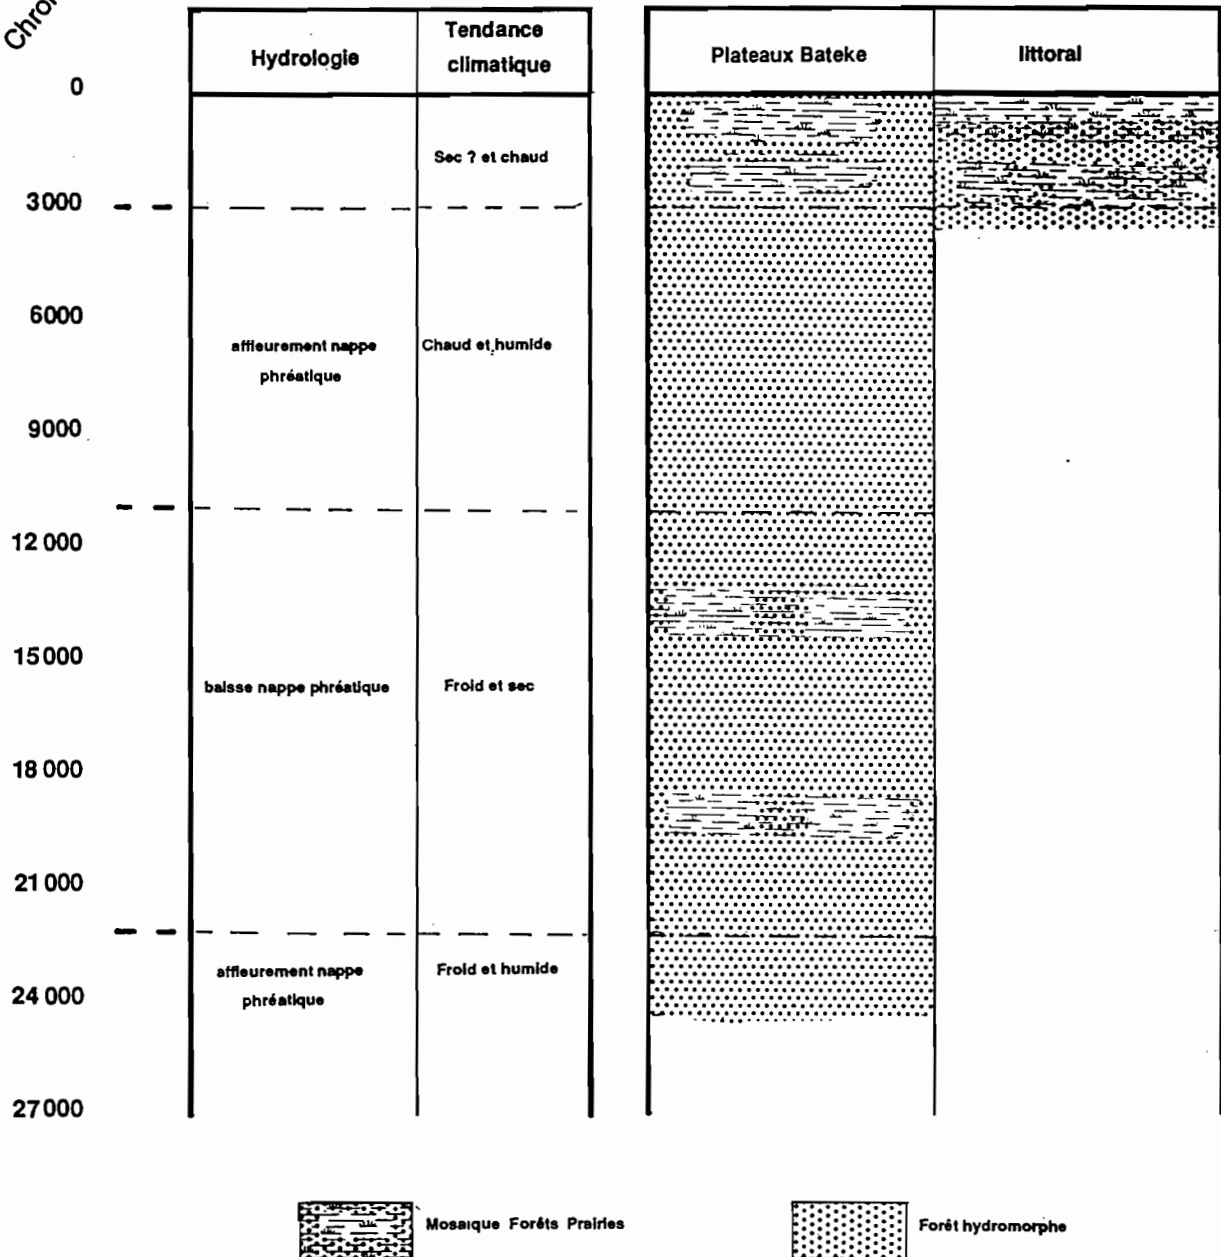 Chron
Hydrologie
Tendance
climatique
Plateaux Bateke
littoral
0
Sec ? et chaud
3000
6000
affleurement nappe
phréatique
Chaud et humide
9000
12 000
15000
baisse nappe phréatique
Froid et sec
18 000
21 000
affleurement nappe
phréatique
Froid et humide
24 000
27000
Mosaique Forêts Prairies
Forêt hydromorphe